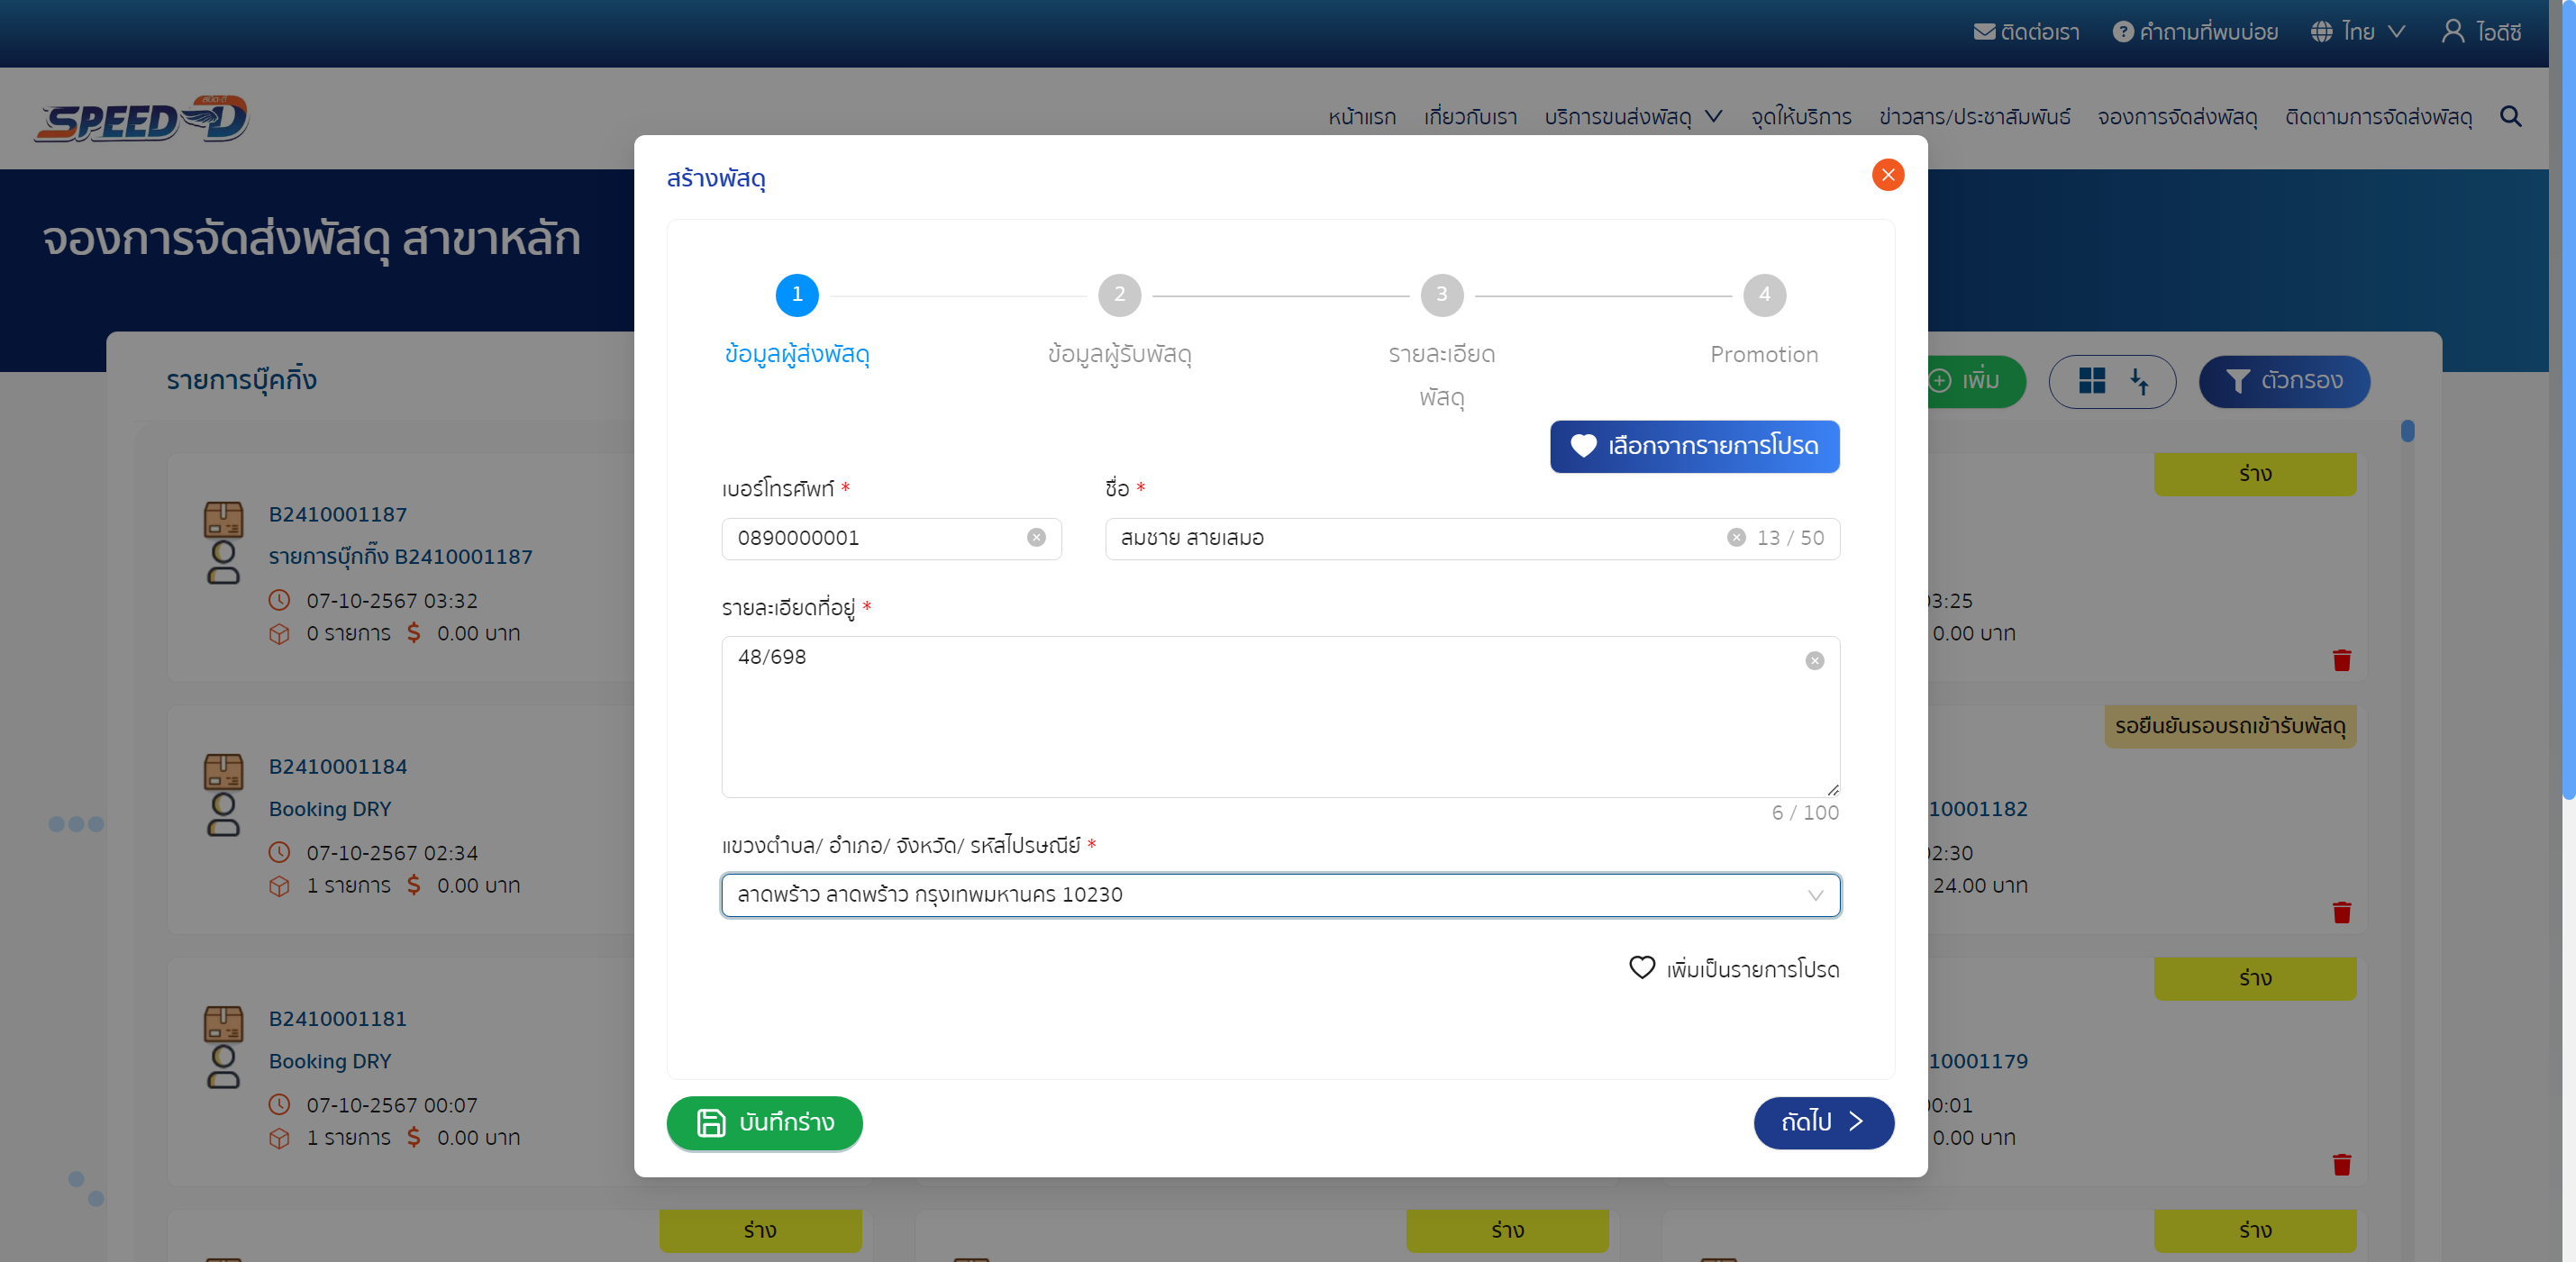 ติดต่อเรา คำถามที่พบบ่อย ไทย ไอดีซี
SPEED-D สปีด-ดี
หน้าแรก เกี่ยวกับเรา บริการขนส่งพัสดุ จุดให้บริการ ข่าวสาร/ประชาสัมพันธ์ จองการจัดส่งพัสดุ ติดตามการจัดส่งพัสดุ
จองการจัดส่งพัสดุ สาขาหลัก
สร้างพัสดุ
1 2 3 4
ข้อมูลผู้ส่งพัสดุ ข้อมูลผู้รับพัสดุ รายละเอียด Promotion
พัสดุ
เลือกจากรายการโปรด
เบอร์โทรศัพท์ * ชื่อ *
0890000001 สมชาย สายเสมอ 13 / 50
รายละเอียดที่อยู่ *
48/698
6 / 100
แขวงตำบล/ อำเภอ/ จังหวัด/ รหัสไปรษณีย์ *
ลาดพร้าว ลาดพร้าว กรุงเทพมหานคร 10230
เพิ่มเป็นรายการโปรด
บันทึกร่าง ถัดไป
รายการบุ๊คกิ้ง
เพิ่ม ตัวกรอง
B2410001187
รายการบุ๊กกิ๊ง B2410001187
07-10-2567 03:32
0 รายการ 0.00 บาท
ร่าง
03:25
0.00 บาท
B2410001184
Booking DRY
07-10-2567 02:34
1 รายการ 0.00 บาท
รอยืนยันรอบรถเข้ารับพัสดุ
10001182
02:30
24.00 บาท
B2410001181
Booking DRY
07-10-2567 00:07
1 รายการ 0.00 บาท
ร่าง
10001179
00:01
0.00 บาท
ร่าง ร่าง ร่าง